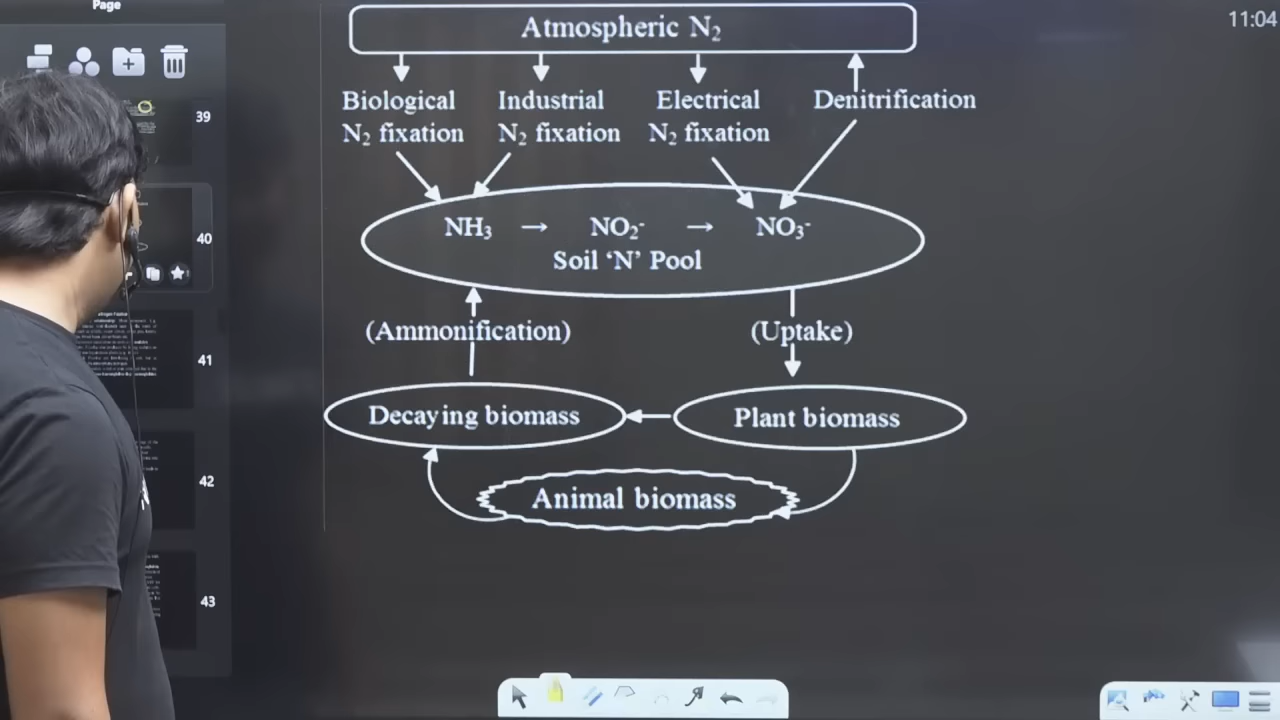 Page
11:04
39
40
41
42
43
Atmospheric N₂
Biological
N₂ fixation
Industrial
N₂ fixation
Electrical
N₂ fixation
Denitrification
NH₃ → NO₂⁻ → NO₃⁻
Soil ‘N’ Pool
(Ammonification)
(Uptake)
Decaying biomass
Plant biomass
Animal biomass